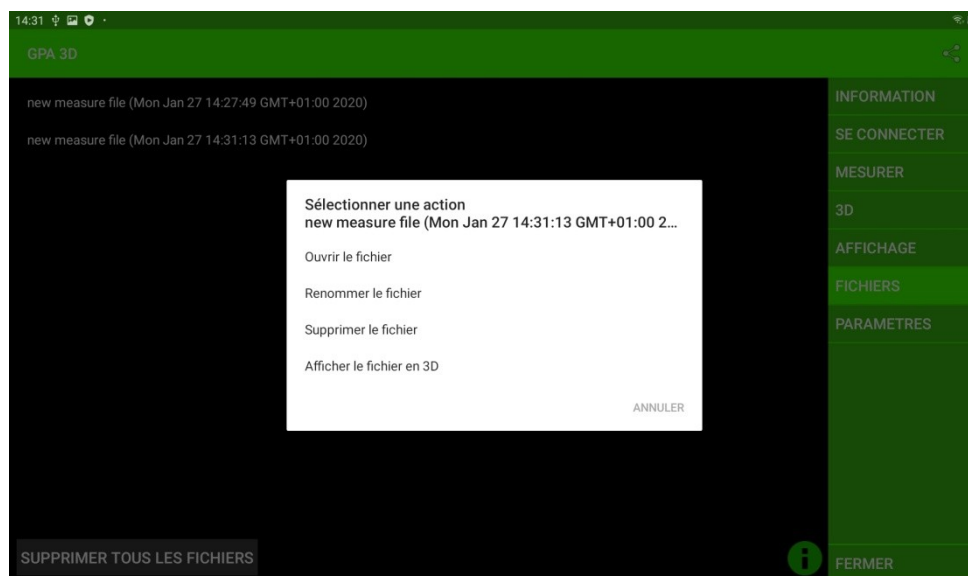 14:31
GPA 3D
new measure file (Mon Jan 27 14:27:49 GMT+01:00 2020)
new measure file (Mon Jan 27 14:31:13 GMT+01:00 2020)
Sélectionner une action
new measure file (Mon Jan 27 14:31:13 GMT+01:00 2...
Ouvrir le fichier
Renommer le fichier
Supprimer le fichier
Afficher le fichier en 3D
ANNULER
INFORMATION
SE CONNECTER
MESURER
3D
AFFICHAGE
FICHIERS
PARAMETRES
SUPPRIMER TOUS LES FICHIERS
FERMER